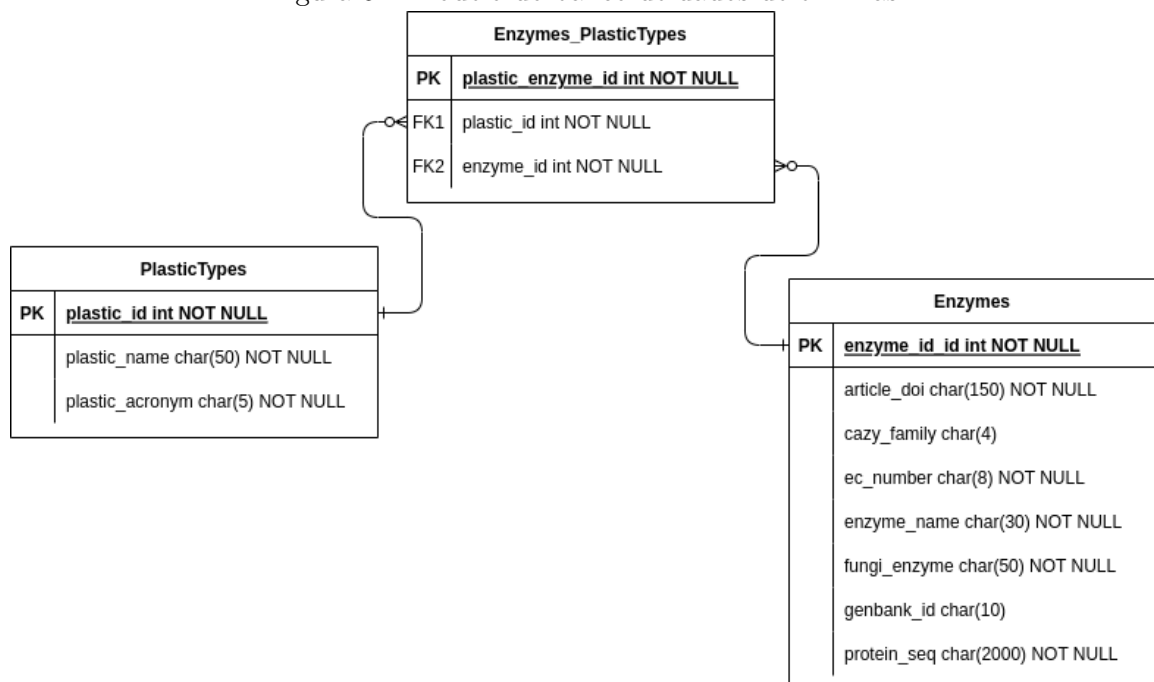 Enzymes_PlasticTypes
PK plastic_enzyme_id int NOT NULL
FK1 plastic_id int NOT NULL
FK2 enzyme_id int NOT NULL
PlasticTypes
PK plastic_id int NOT NULL
plastic_name char(50) NOT NULL
plastic_acronym char(5) NOT NULL
Enzymes
PK enzyme_id_id int NOT NULL
article_doi char(150) NOT NULL
cazy_family char(4)
ec_number char(8) NOT NULL
enzyme_name char(30) NOT NULL
fungi_enzyme char(50) NOT NULL
genbank_id char(10)
protein_seq char(2000) NOT NULL